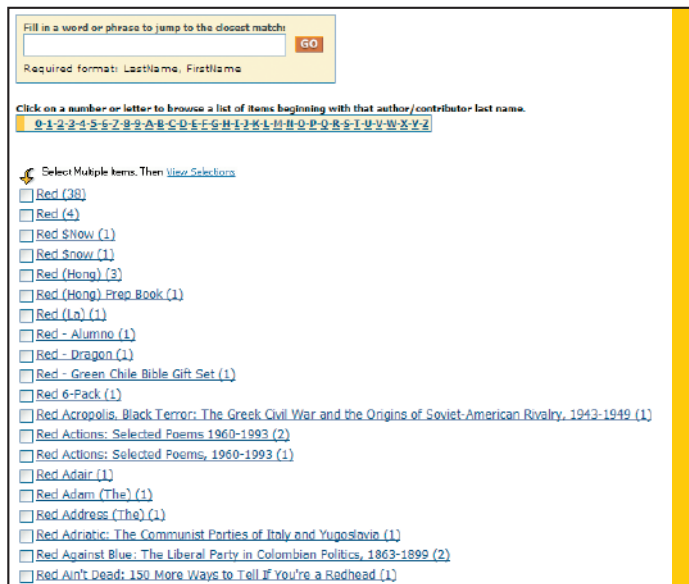 Fill in a word or phrase to jump to the closest match:
GO
Required format: LastName, FirstName
Click on a number or letter to browse a list of items beginning with that author/contributor last name.
0-1-2-3-4-5-6-7-8-9-A-B-C-D-E-F-G-H-I-J-K-L-M-N-O-P-Q-R-S-T-U-V-W-X-Y-Z
Select Multiple Items. Then View Selections
Red (38)
Red (4)
Red $Now (1)
Red $now (1)
Red (Hong) (3)
Red (Hong) Prep Book (1)
Red (La) (1)
Red - Alumno (1)
Red - Dragon (1)
Red - Green Chile Bible Gift Set (1)
Red 6-Pack (1)
Red Acropolis, Black Terror: The Greek Civil War and the Origins of Soviet-American Rivalry, 1943-1949 (1)
Red Actions: Selected Poems 1960-1993 (2)
Red Actions: Selected Poems, 1960-1993 (1)
Red Adair (1)
Red Adam (The) (1)
Red Address (The) (1)
Red Adriatic: The Communist Parties of Italy and Yugoslavia (1)
Red Against Blue: The Liberal Party in Colombian Politics, 1863-1899 (2)
Red Ain't Dead: 150 More Ways to Tell If You're a Redhead (1)